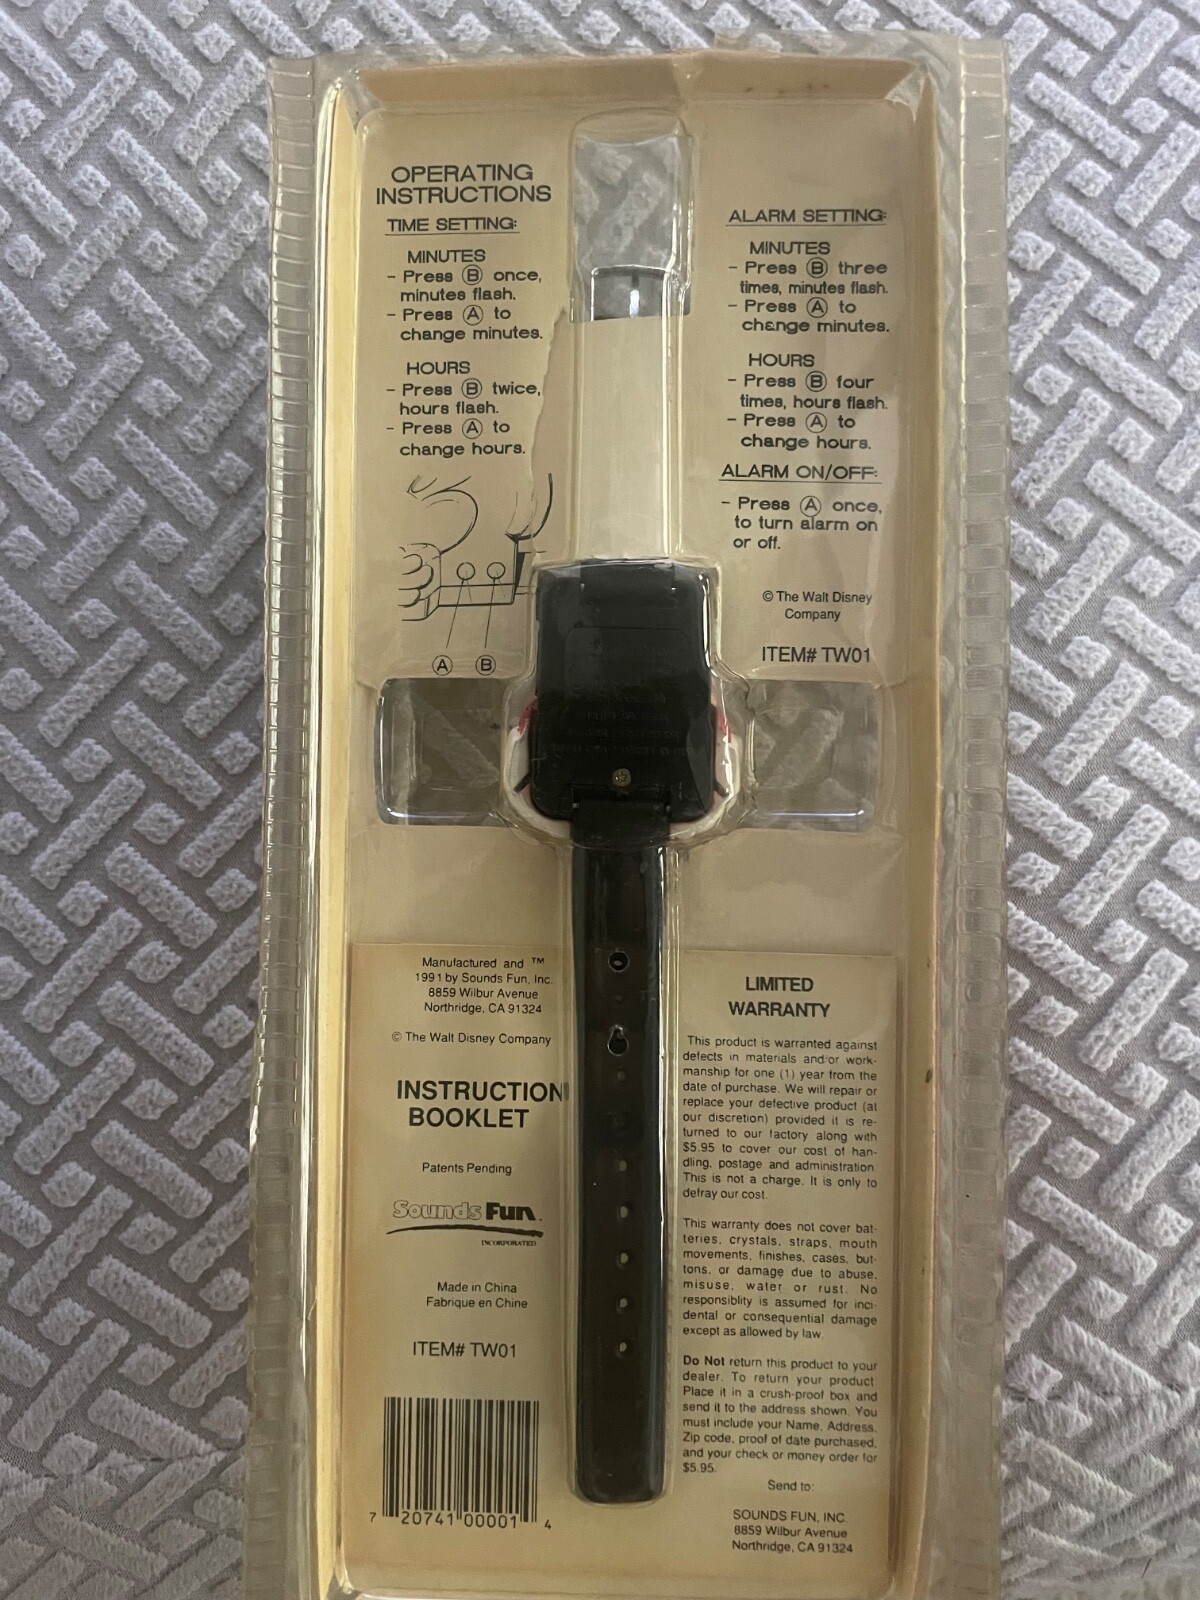 OPERATING
INSTRUCTIONS
TIME SETTING:
MINUTES
- Press B once,
minutes flash.
- Press A to
change minutes.
HOURS
- Press B twice,
hours flash.
- Press A to
change hours.
A B
ALARM SETTING:
MINUTES
- Press B three
times, minutes flash.
- Press A to
change minutes.
HOURS
- Press B four
times, hours flash.
- Press A to
change hours.
ALARM ON/OFF:
- Press A once,
to turn alarm on
or off.
© The Walt Disney
Company
ITEM# TW01
Manufactured and ™
1991 by Sounds Fun, Inc.
8859 Wilbur Avenue
Northridge, CA 91324
© The Walt Disney Company
INSTRUCTION
BOOKLET
Patents Pending
Sounds Fun.
INCORPORATED
Made in China
Fabrique en Chine
ITEM# TW01
7 20741 00001 4
LIMITED
WARRANTY
This product is warranted against
defects in materials and/or work-
manship for one (1) year from the
date of purchase. We will repair or
replace your defective product (at
our discretion) provided it is re-
turned to our factory along with
$5.95 to cover our cost of han-
dling, postage and administration.
This is not a charge. It is only to
defray our cost.
This warranty does not cover bat-
teries, crystals, straps, mouth
movements, finishes, cases, but-
tons, or damage due to abuse,
misuse, water or rust. No
responsiblity is assumed for inci-
dental or consequential damage
except as allowed by law.
Do Not return this product to your
dealer. To return your product:
Place it in a crush-proof box and
send it to the address shown. You
must include your Name, Address,
Zip code, proof of date purchased,
and your check or money order for
$5.95.
Send to:
SOUNDS FUN, INC.
8859 Wilbur Avenue
Northridge, CA 91324